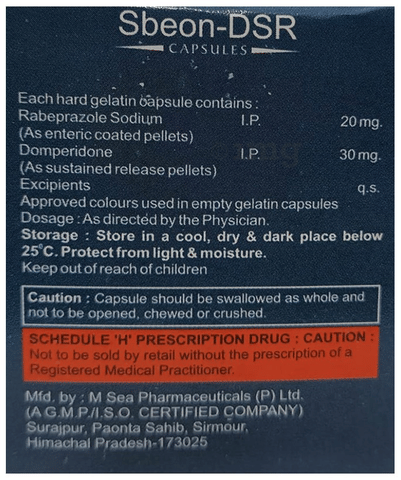 Sbeon-DSR
CAPSULES
Each hard gelatin capsule contains :
Rabeprazole Sodium I.P. 20 mg.
(As enteric coated pellets)
Domperidone I.P. 30 mg.
(As sustained release pellets)
Excipients q.s.
Approved colours used in empty gelatin capsules
Dosage : As directed by the Physician.
Storage : Store in a cool, dry & dark place below
25°C. Protect from light & moisture.
Keep out of reach of children
Caution : Capsule should be swallowed as whole and
not to be opened, chewed or crushed.
SCHEDULE 'H' PRESCRIPTION DRUG : CAUTION :
Not to be sold by retail without the prescription of a
Registered Medical Practitioner.
Mfd. by : M Sea Pharmaceuticals (P) Ltd.
(A G.M.P./I.S.O. CERTIFIED COMPANY)
Surajpur, Paonta Sahib, Sirmour,
Himachal Pradesh-173025